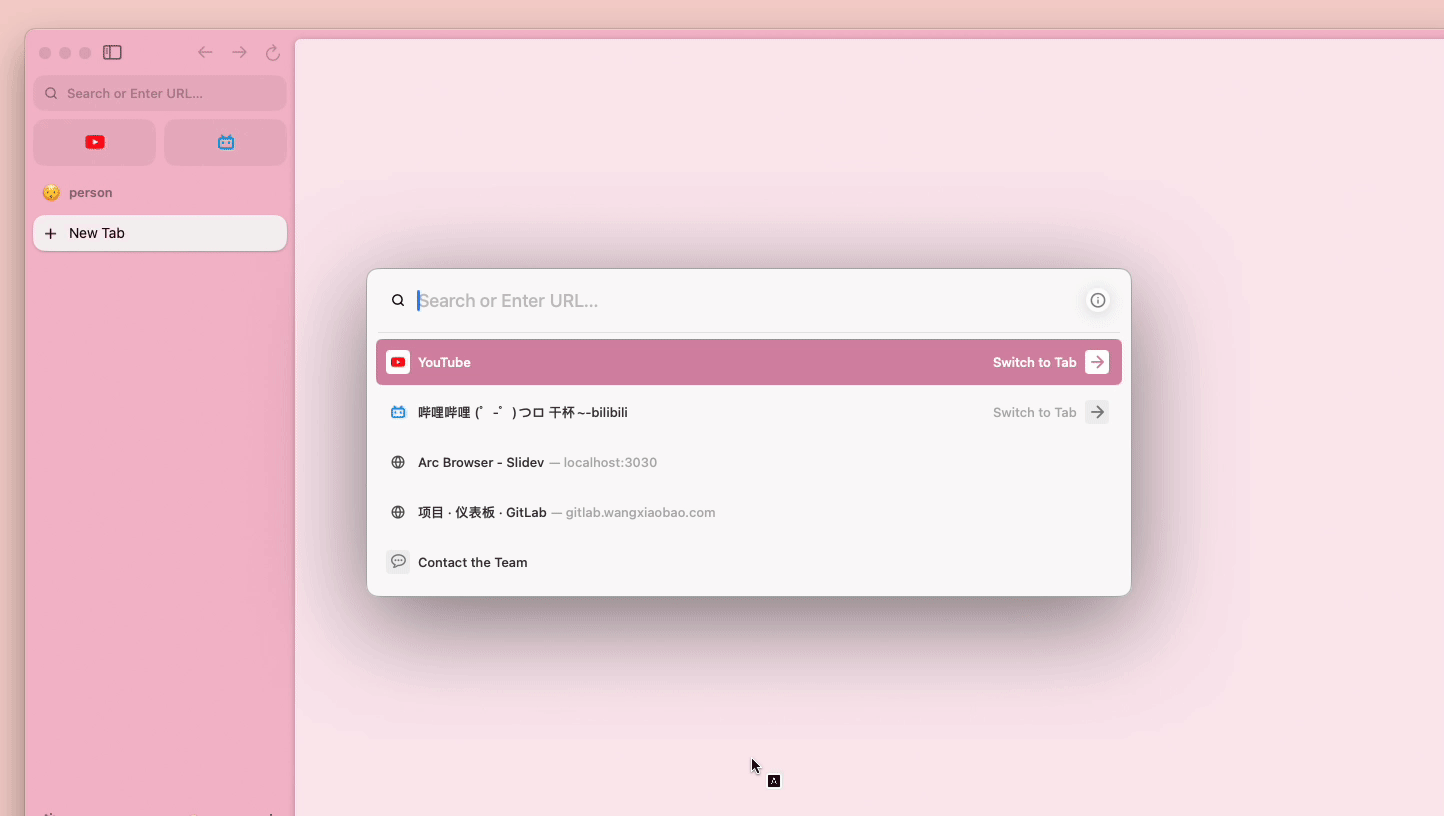 Search or Enter URL...
person
New Tab
Search or Enter URL...
YouTube Switch to Tab
哔哩哔哩 (゜-゜)つロ 干杯~-bilibili Switch to Tab
Arc Browser - Slidev — localhost:3030
项目 · 仪表板 · GitLab — gitlab.wangxiaobao.com
Contact the Team
A